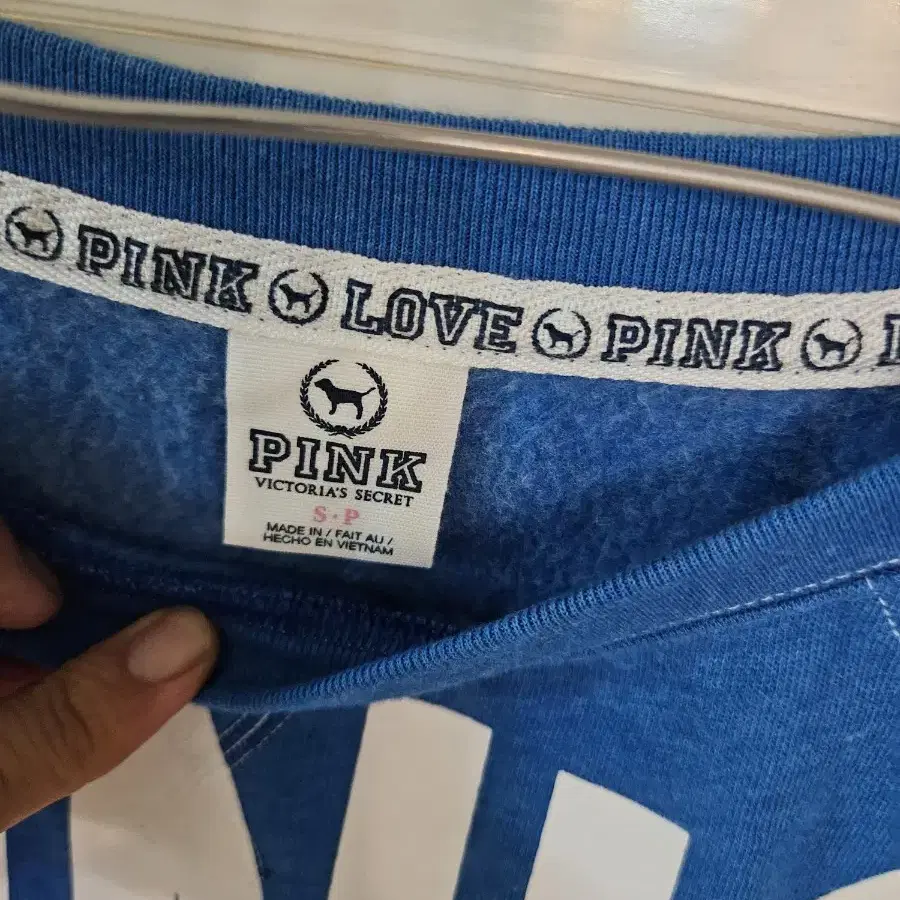 PINK LOVE PINK
PINK
VICTORIA'S SECRET
S·P
MADE IN / FAIT AU /
HECHO EN VIETNAM